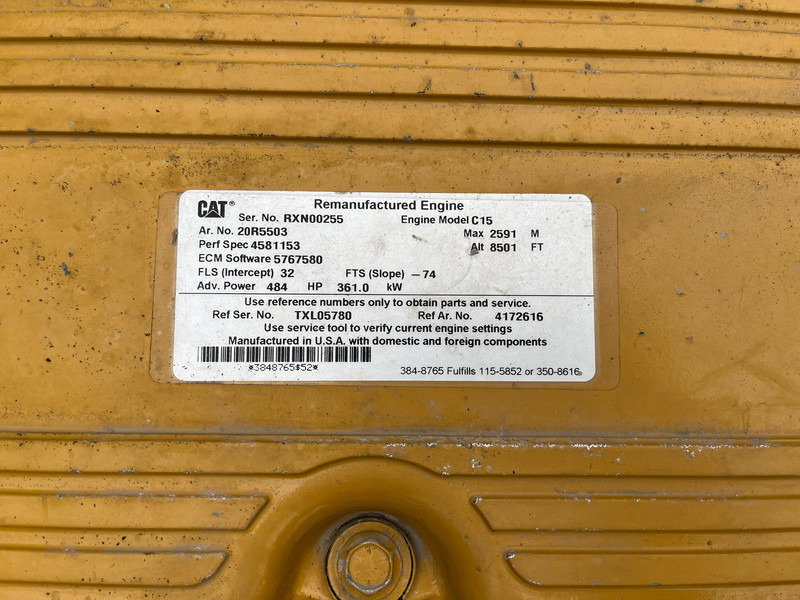 CAT® Remanufactured Engine
Ser. No. RXN00255 Engine Model C15
Ar. No. 20R5503 Max 2591 M
Perf Spec 4581153 Alt 8501 FT
ECM Software 5767580
FLS (Intercept) 32 FTS (Slope) -74
Adv. Power 484 HP 361.0 kW
Use reference numbers only to obtain parts and service.
Ref Ser. No. TXL05780 Ref Ar. No. 4172616
Use service tool to verify current engine settings
Manufactured in U.S.A. with domestic and foreign components
*3848765$52*
384-8765 Fulfills 115-5852 or 350-8616